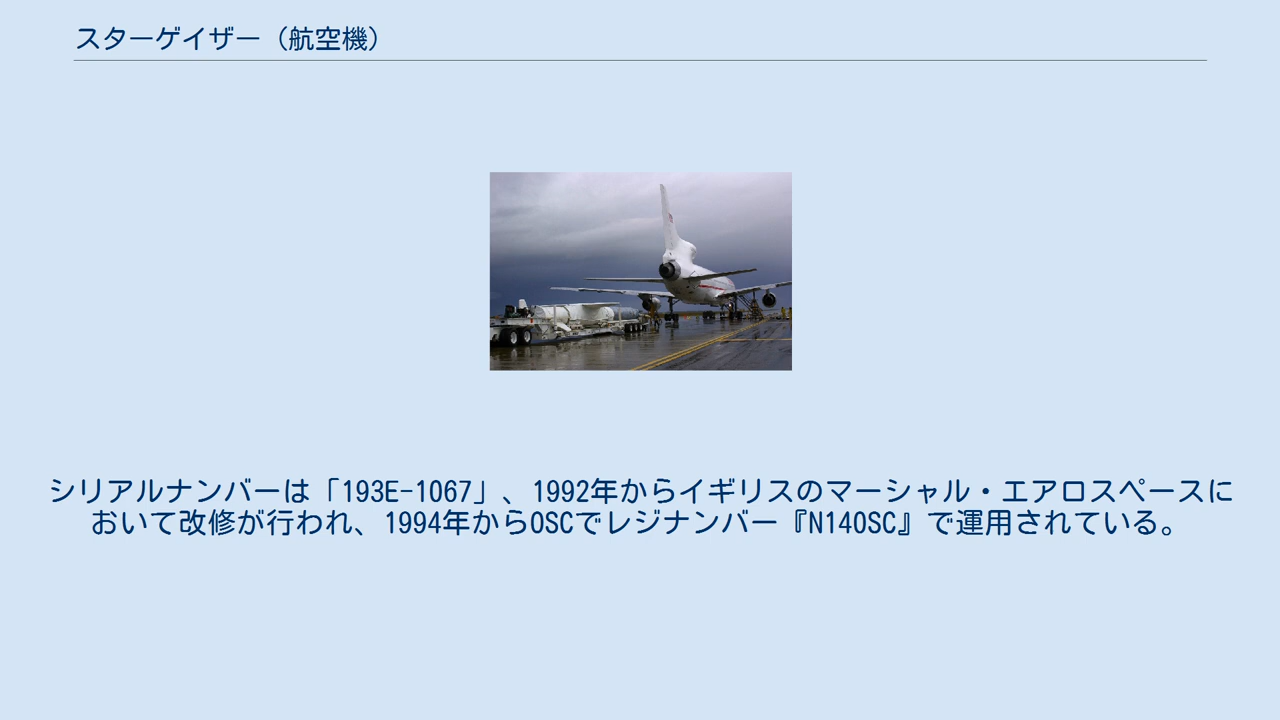 スターゲイザー（航空機）
シリアルナンバーは「193E-1067」、1992年からイギリスのマーシャル・エアロスペースに
おいて改修が行われ、1994年からOSCでレジナンバー『N140SC』で運用されている。